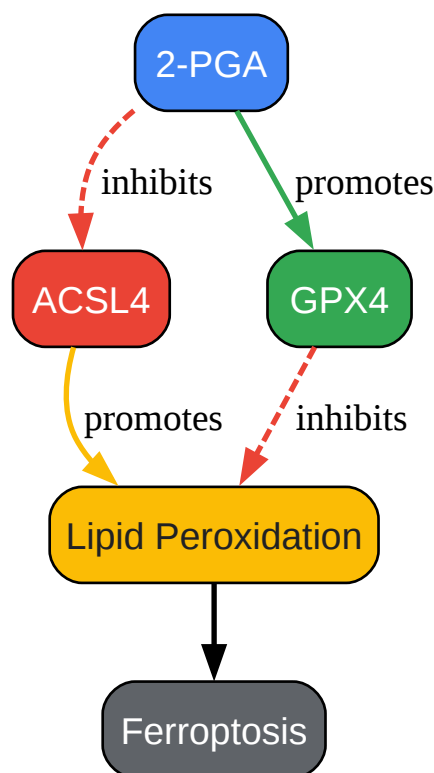 2-PGA
inhibits
promotes
ACSL4
GPX4
promotes
inhibits
Lipid Peroxidation
Ferroptosis